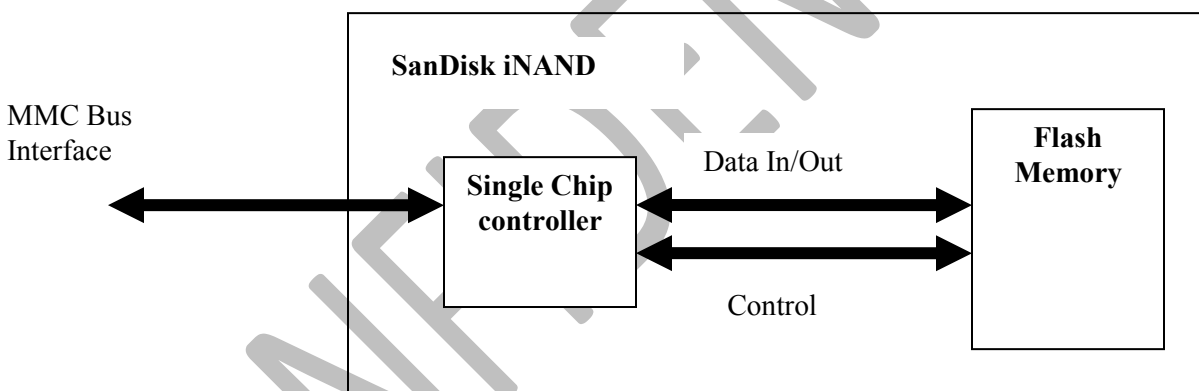 SanDisk iNAND
MMC Bus
Interface
Single Chip
controller
Data In/Out
Control
Flash
Memory